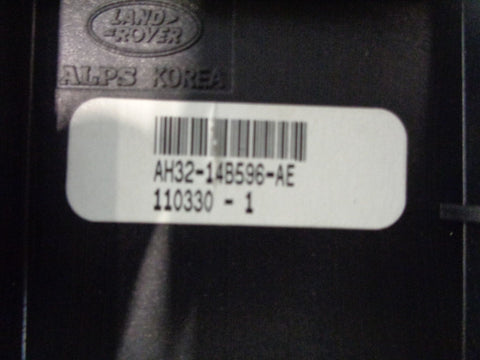 LAND
ROVER
ALPS KOREA
AH32-14B596-AE
110330 - 1